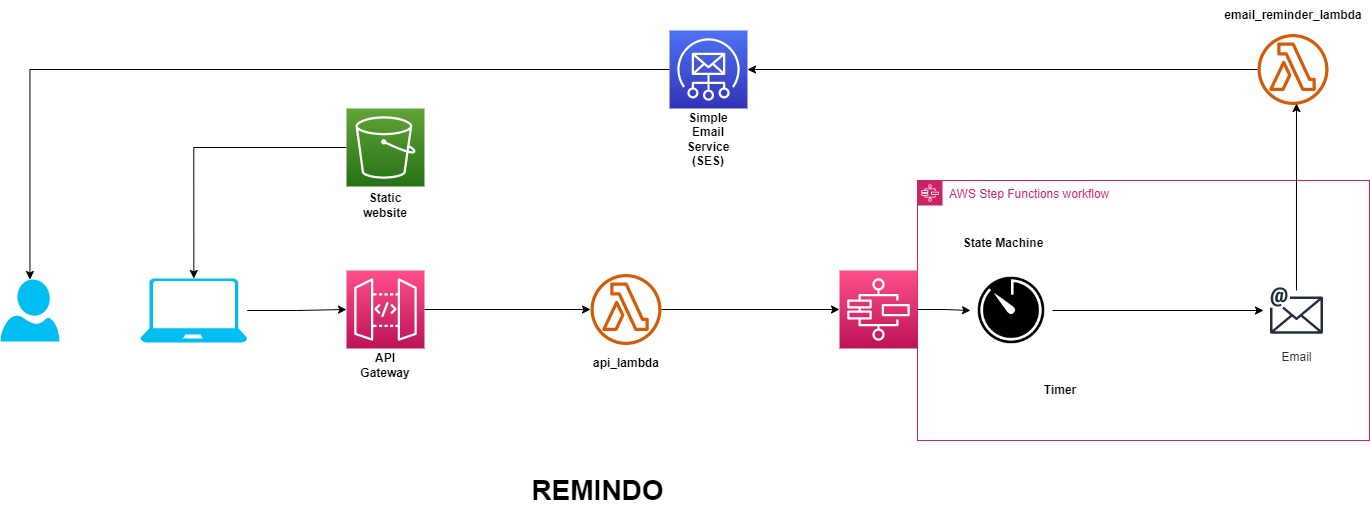 email_reminder_lambda
Simple
Email
Service
(SES)
Static
website
AWS Step Functions workflow
State Machine
@
</>
API
Gateway
api_lambda
Email
Timer
REMINDO